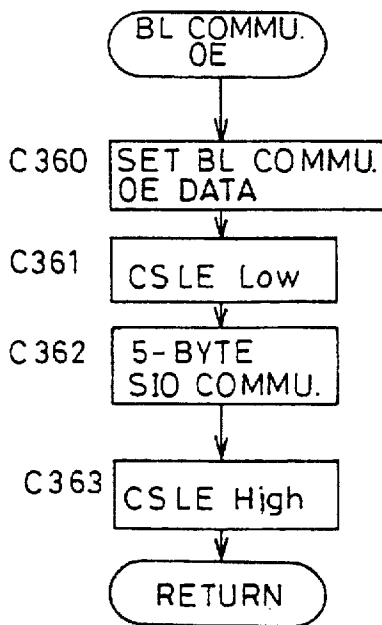 BL COMMU.
OE
C360 SET BL COMMU.
OE DATA
C361 CSLE Low
C362 5-BYTE
SIO COMMU.
C363 CSLE High
RETURN